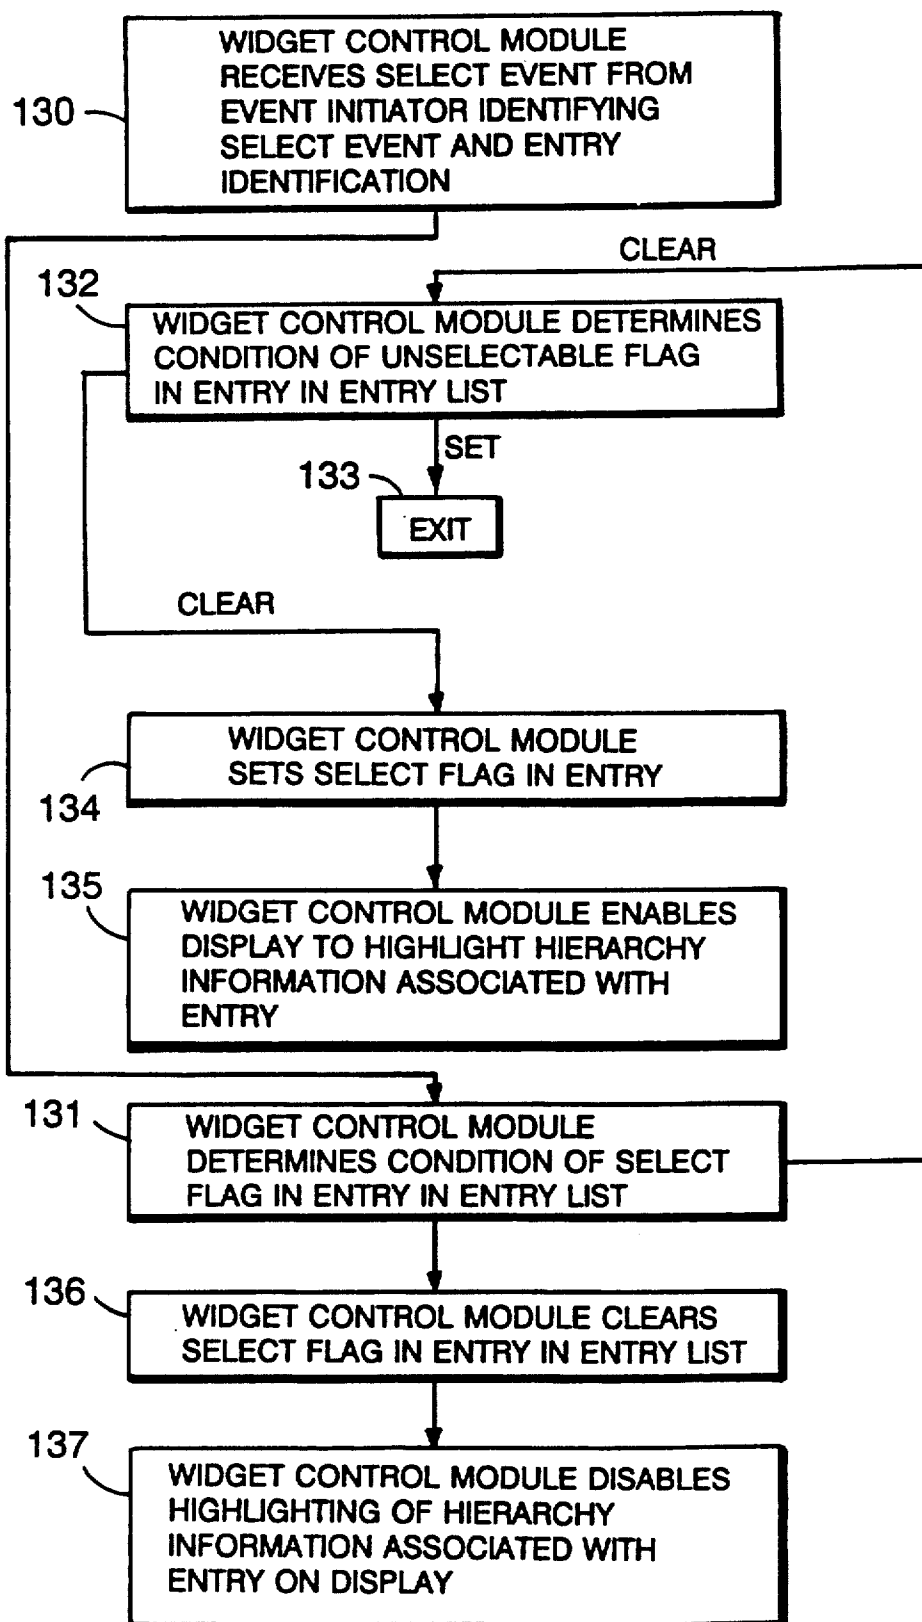 WIDGET CONTROL MODULE
RECEIVES SELECT EVENT FROM
EVENT INITIATOR IDENTIFYING
SELECT EVENT AND ENTRY
IDENTIFICATION
130
CLEAR
132
WIDGET CONTROL MODULE DETERMINES
CONDITION OF UNSELECTABLE FLAG
IN ENTRY IN ENTRY LIST
SET
133
EXIT
CLEAR
WIDGET CONTROL MODULE
SETS SELECT FLAG IN ENTRY
134
135
WIDGET CONTROL MODULE ENABLES
DISPLAY TO HIGHLIGHT HIERARCHY
INFORMATION ASSOCIATED WITH
ENTRY
131
WIDGET CONTROL MODULE
DETERMINES CONDITION OF SELECT
FLAG IN ENTRY IN ENTRY LIST
136
WIDGET CONTROL MODULE CLEARS
SELECT FLAG IN ENTRY IN ENTRY LIST
137
WIDGET CONTROL MODULE DISABLES
HIGHLIGHTING OF HIERARCHY
INFORMATION ASSOCIATED WITH
ENTRY ON DISPLAY